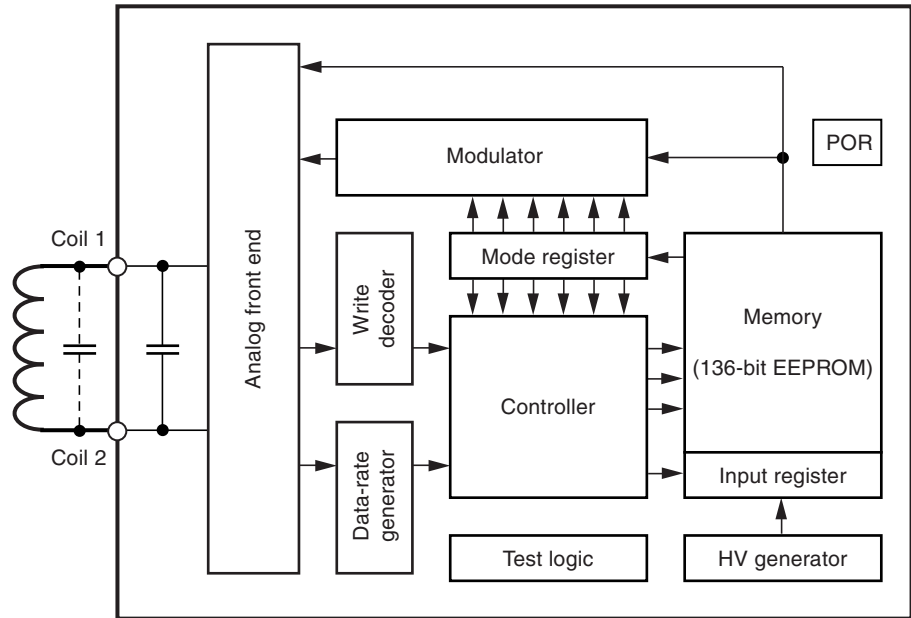 POR
Modulator
Coil 1
Analog front end
Mode register
Write
decoder
Memory
(136-bit EEPROM)
Controller
Coil 2
Data-rate
generator
Input register
Test logic
HV generator